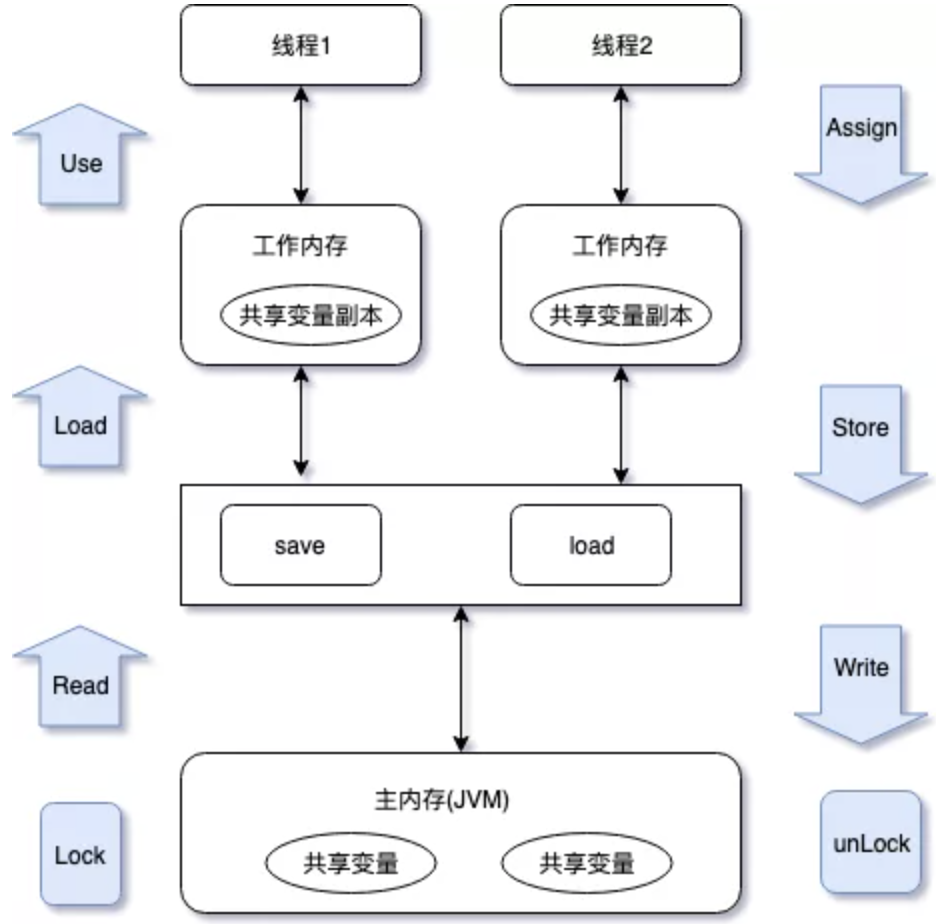 线程1
线程2
Use
Assign
工作内存
工作内存
共享变量副本
共享变量副本
Load
Store
save
load
Read
Write
主内存(JVM)
Lock
共享变量
共享变量
unLock